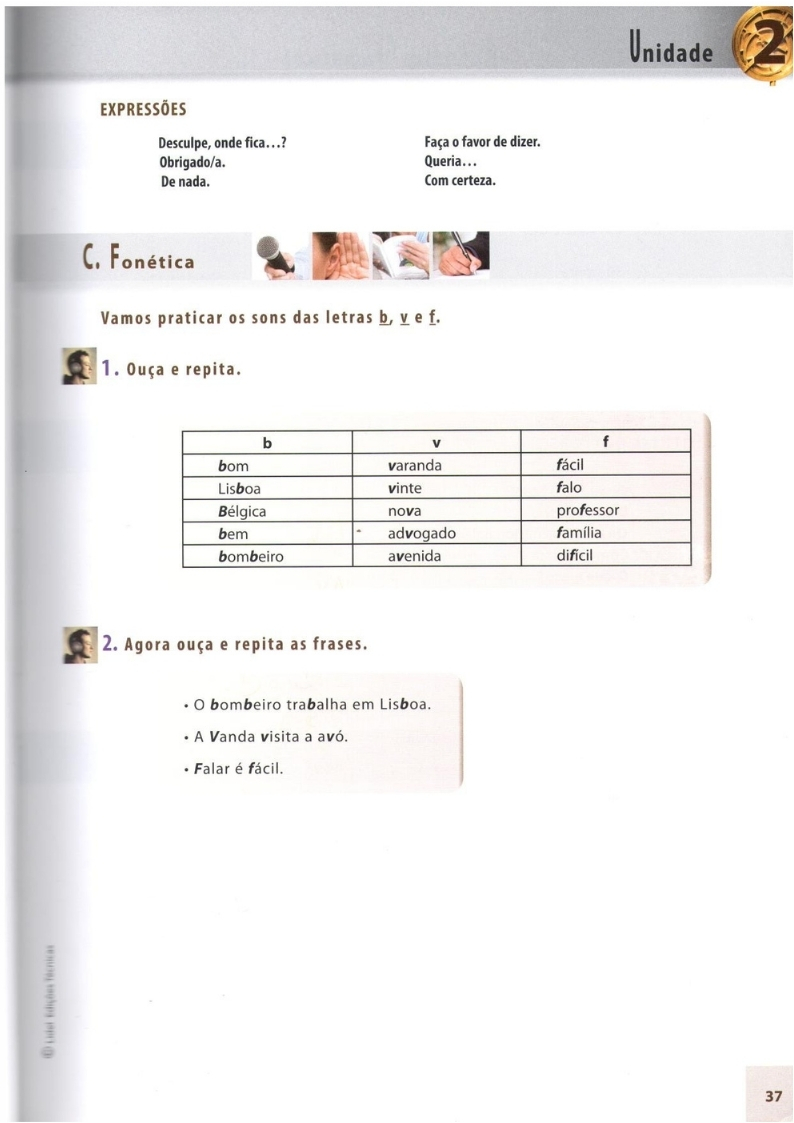 Unidade 2
EXPRESSÕES
Desculpe, onde fica...? Faça o favor de dizer.
Obrigado/a. Queria...
De nada. Com certeza.
C. Fonética
Vamos praticar os sons das letras b, v e f.
1. Ouça e repita.
b v f
bom varanda fácil
Lisboa vinte falo
Bélgica nova professor
bem advogado família
bombeiro avenida difícil
2. Agora ouça e repita as frases.
• O bombeiro trabalha em Lisboa.
• A Vanda visita a avó.
• Falar é fácil.
© Lidel Edições Técnicas
37